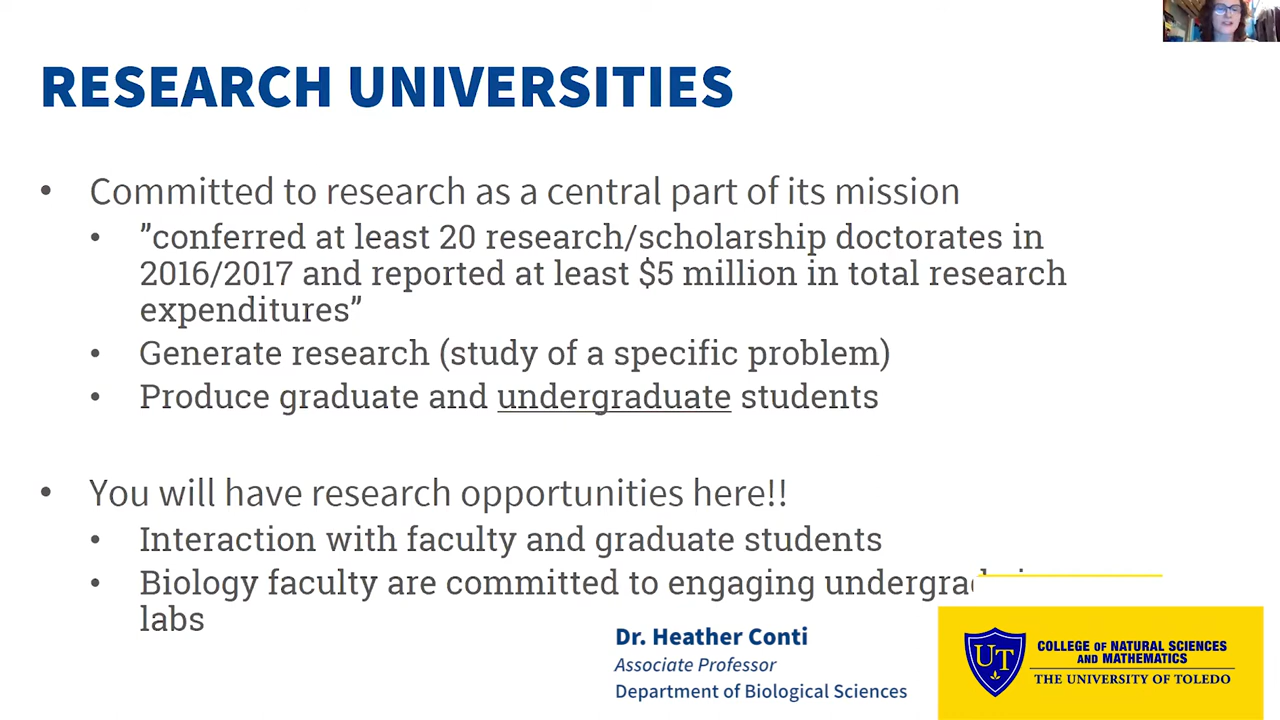 RESEARCH UNIVERSITIES
• Committed to research as a central part of its mission
• ”conferred at least 20 research/scholarship doctorates in
2016/2017 and reported at least $5 million in total research
expenditures”
• Generate research (study of a specific problem)
• Produce graduate and undergraduate students
• You will have research opportunities here!!
• Interaction with faculty and graduate students
• Biology faculty are committed to engaging
labs
Dr. Heather Conti
Associate Professor
Department of Biological Sciences
UT
COLLEGE OF NATURAL SCIENCES
AND MATHEMATICS
THE UNIVERSITY OF TOLEDO